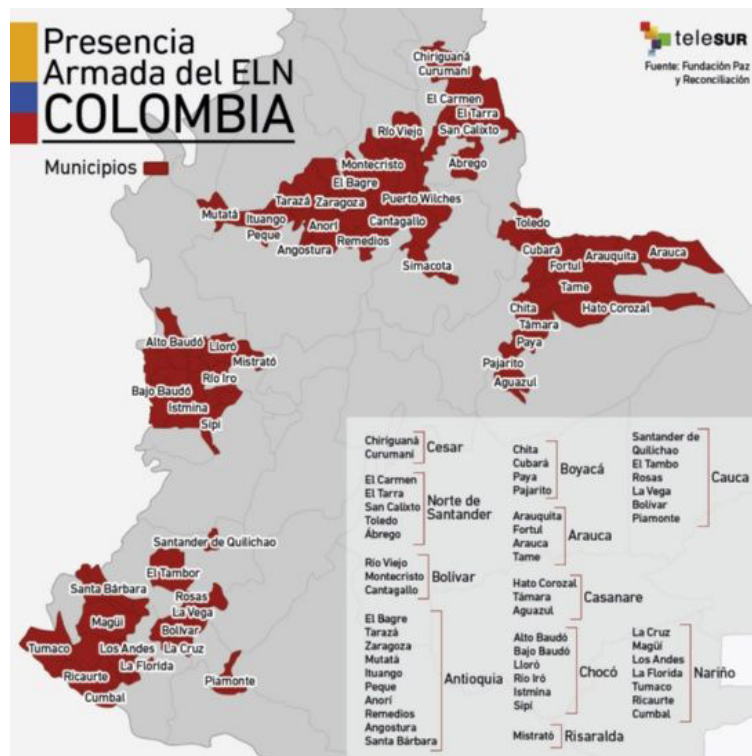 Presencia
Armada del ELN
COLOMBIA
Municipios
teleSUR
Fuente: Fundación Paz
y Reconciliación
Chiriguaná
Curumaní
El Carmen
El Tarra
San Calixto
Río Viejo
Ábrego
Montecristo
El Bagre
Tarazá
Zaragoza
Puerto Wilches
Mutatá
Ituango
Peque
Anorí
Cantagallo
Remedios
Angostura
Simacota
Toledo
Cubará
Arauquita
Arauca
Fortul
Tame
Chita
Hato Corozal
Támara
Paya
Pajarito
Aguazul
Alto Baudó
Lloró
Mistrató
Río Iro
Bajo Baudó
Istmina
Sipí
Santander de Quilichao
El Tambor
Santa Bárbara
Rosas
La Vega
Magüi
Bolívar
Tumaco
Los Andes
La Cruz
La Florida
Ricaurte
Piamonte
Cumbal
Chiriguaná
Curumaní
Cesar
El Carmen
El Tarra
San Calixto
Toledo
Ábrego
Norte de
Santander
Río Viejo
Montecristo
Cantagallo
Bolívar
El Bagre
Tarazá
Zaragoza
Mutatá
Ituango
Peque
Anorí
Remedios
Angostura
Santa Bárbara
Antioquia
Chita
Cubará
Paya
Pajarito
Boyacá
Arauquita
Fortul
Arauca
Tame
Arauca
Hato Corozal
Támara
Aguazul
Casanare
Alto Baudó
Bajo Baudó
Lloró
Río Iró
Istmina
Sipí
Chocó
Mistrató
Risaralda
Santander de
Quilichao
El Tambo
Rosas
La Vega
Bolívar
Piamonte
Cauca
La Cruz
Magüi
Los Andes
La Florida
Tumaco
Ricaurte
Cumbal
Nariño